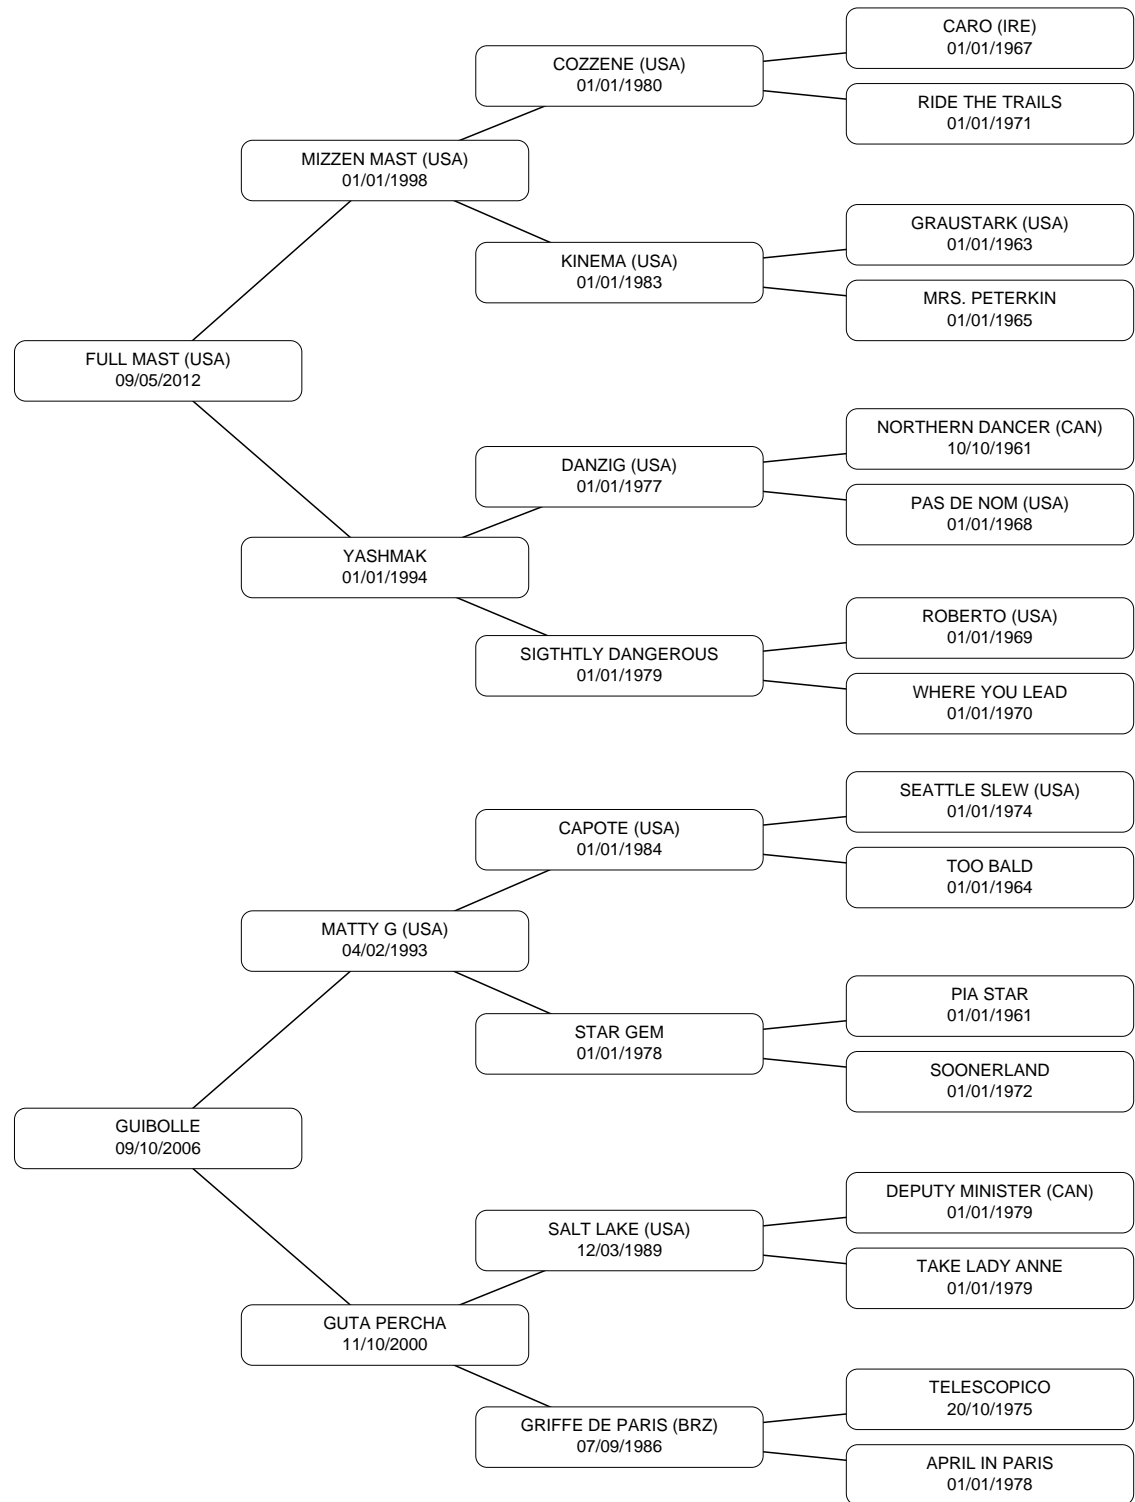 CARO (IRE)
01/01/1967
COZZENE (USA)
01/01/1980
RIDE THE TRAILS
01/01/1971
MIZZEN MAST (USA)
01/01/1998
GRAUSTARK (USA)
01/01/1963
KINEMA (USA)
01/01/1983
MRS. PETERKIN
01/01/1965
FULL MAST (USA)
09/05/2012
NORTHERN DANCER (CAN)
10/10/1961
DANZIG (USA)
01/01/1977
PAS DE NOM (USA)
01/01/1968
YASHMAK
01/01/1994
ROBERTO (USA)
01/01/1969
SIGTHTLY DANGEROUS
01/01/1979
WHERE YOU LEAD
01/01/1970
SEATTLE SLEW (USA)
01/01/1974
CAPOTE (USA)
01/01/1984
TOO BALD
01/01/1964
MATTY G (USA)
04/02/1993
PIA STAR
01/01/1961
STAR GEM
01/01/1978
SOONERLAND
01/01/1972
GUIBOLLE
09/10/2006
DEPUTY MINISTER (CAN)
01/01/1979
SALT LAKE (USA)
12/03/1989
TAKE LADY ANNE
01/01/1979
GUTA PERCHA
11/10/2000
TELESCOPICO
20/10/1975
GRIFFE DE PARIS (BRZ)
07/09/1986
APRIL IN PARIS
01/01/1978